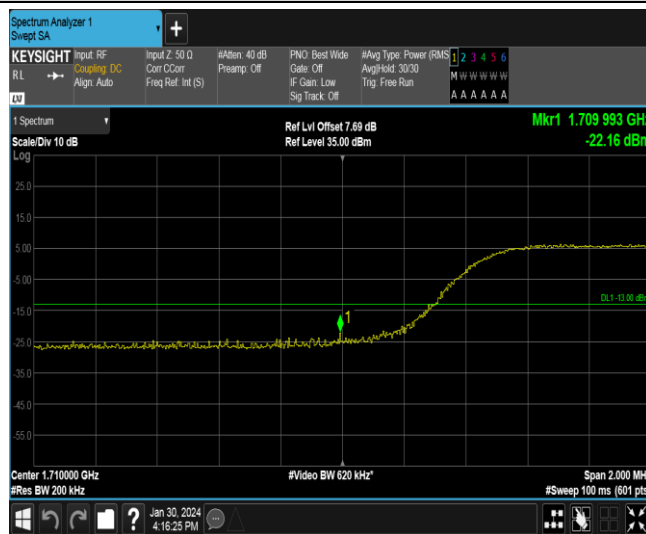 Spectrum Analyzer 1
Swept SA
KEYSIGHT
RL
LXI
Input: RF
Coupling: DC
Align: Auto
Input Z: 50 Ω
Corr CCorr
Freq Ref: Int (S)
#Atten: 40 dB
Preamp: Off
PNO: Best Wide
Gate: Off
IF Gain: Low
Sig Track: Off
#Avg Type: Power (RMS
Avg|Hold: 30/30
Trig: Free Run
1 2 3 4 5 6
M W W W W W
A A A A A A
1 Spectrum
Scale/Div 10 dB
Ref Lvl Offset 7.69 dB
Ref Level 35.00 dBm
Mkr1 1.709 993 GH
-22.16 dBm
Log
25.0
15.0
5.00
-5.00
-15.0
-25.0
-35.0
-45.0
-55.0
1
DL1 -13.00 dBm
Center 1.710000 GHz
#Res BW 200 kHz
#Video BW 620 kHz*
Span 2.000 MH
#Sweep 100 ms (601 pts
?
Jan 30, 2024
4:16:25 PM